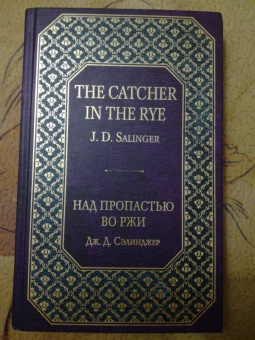 THE CATCHER
IN THE RYE
J. D. SALINGER
НАД ПРОПАСТЬЮ
ВО РЖИ
ДЖ. Д. СЭЛИНДЖЕР